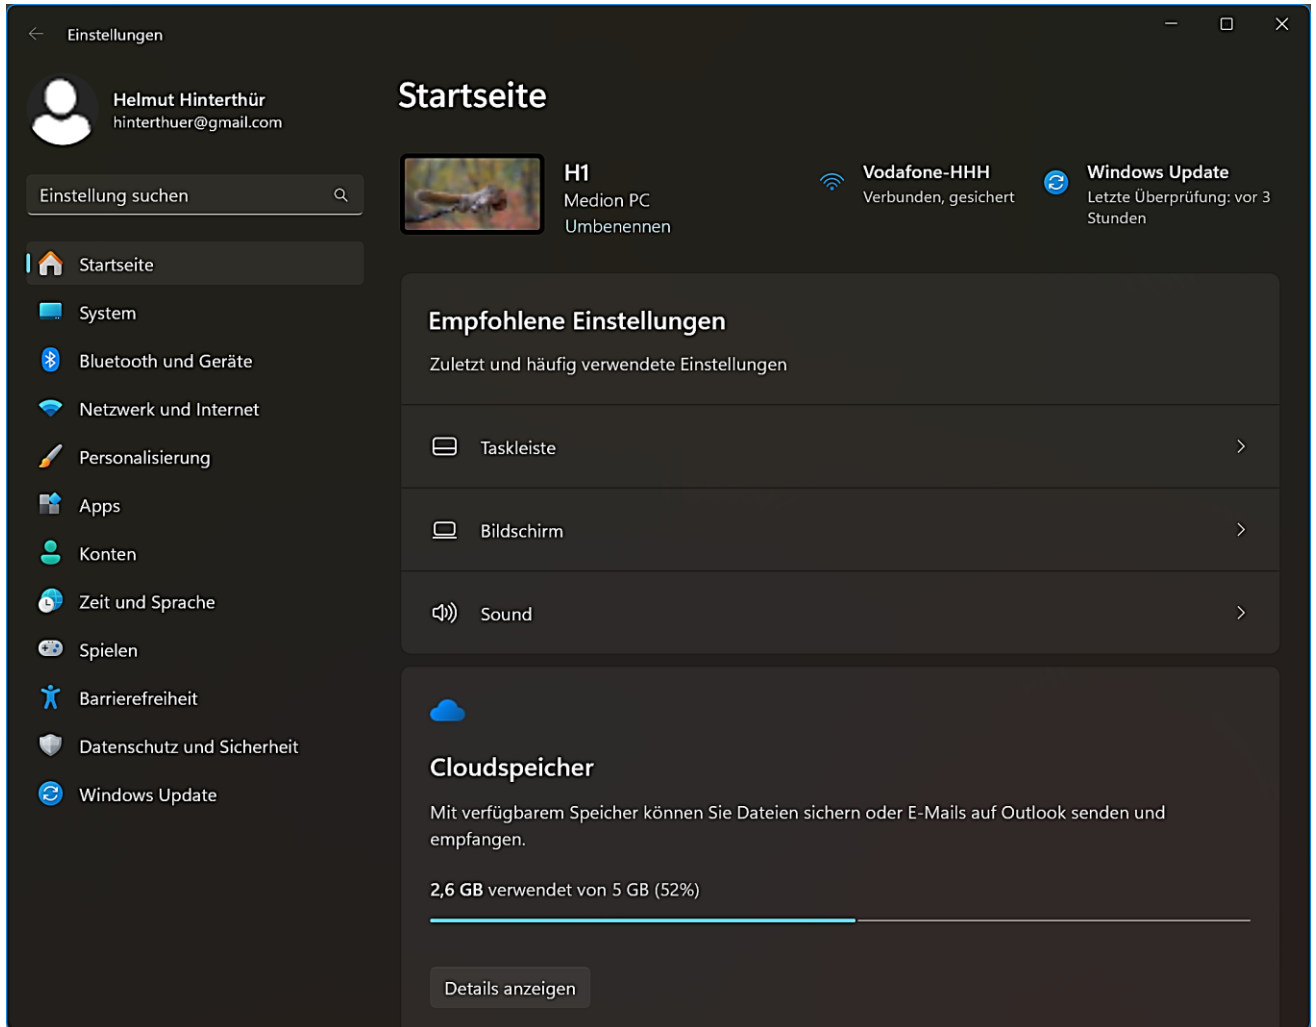 Einstellungen
Helmut Hinterthür
hinterthuer@gmail.com
Einstellung suchen
Startseite
System
Bluetooth und Geräte
Netzwerk und Internet
Personalisierung
Apps
Konten
Zeit und Sprache
Spielen
Barrierefreiheit
Datenschutz und Sicherheit
Windows Update
Startseite
H1
Medion PC
Umbenennen
Vodafone-HHH
Verbunden, gesichert
Windows Update
Letzte Überprüfung: vor 3
Stunden
Empfohlene Einstellungen
Zuletzt und häufig verwendete Einstellungen
Taskleiste
Bildschirm
Sound
Cloudspeicher
Mit verfügbarem Speicher können Sie Dateien sichern oder E-Mails auf Outlook senden und
empfangen.
2,6 GB verwendet von 5 GB (52%)
Details anzeigen